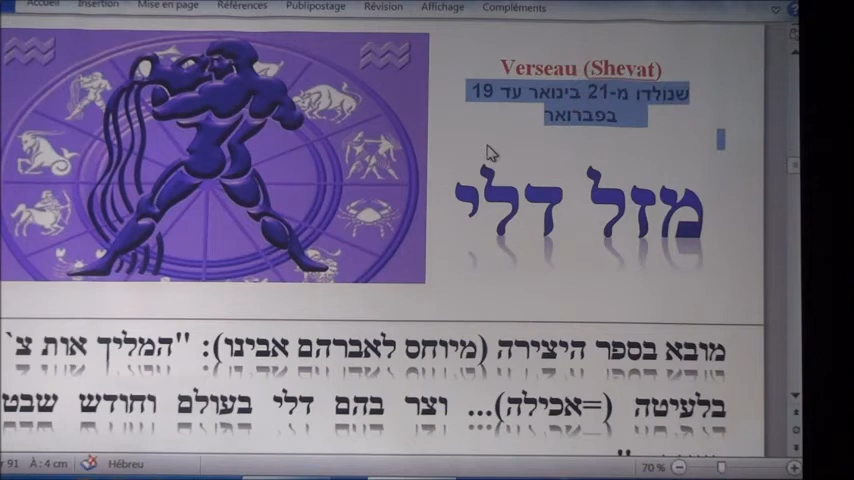 Accueil Insertion Mise en page Références Publipostage Révision Affichage Compléments
Verseau (Shevat)
שנולדו מ-21 בינואר עד 19
בפברואר
מזל דלי
מובא בספר היצירה (מיוחס לאברהם אבינו): "המליך אות צ`
בלעיטה (=אכילה)... וצר בהם דלי בעולם וחודש שבט
91 À : 4 cm Hébreu 70 %